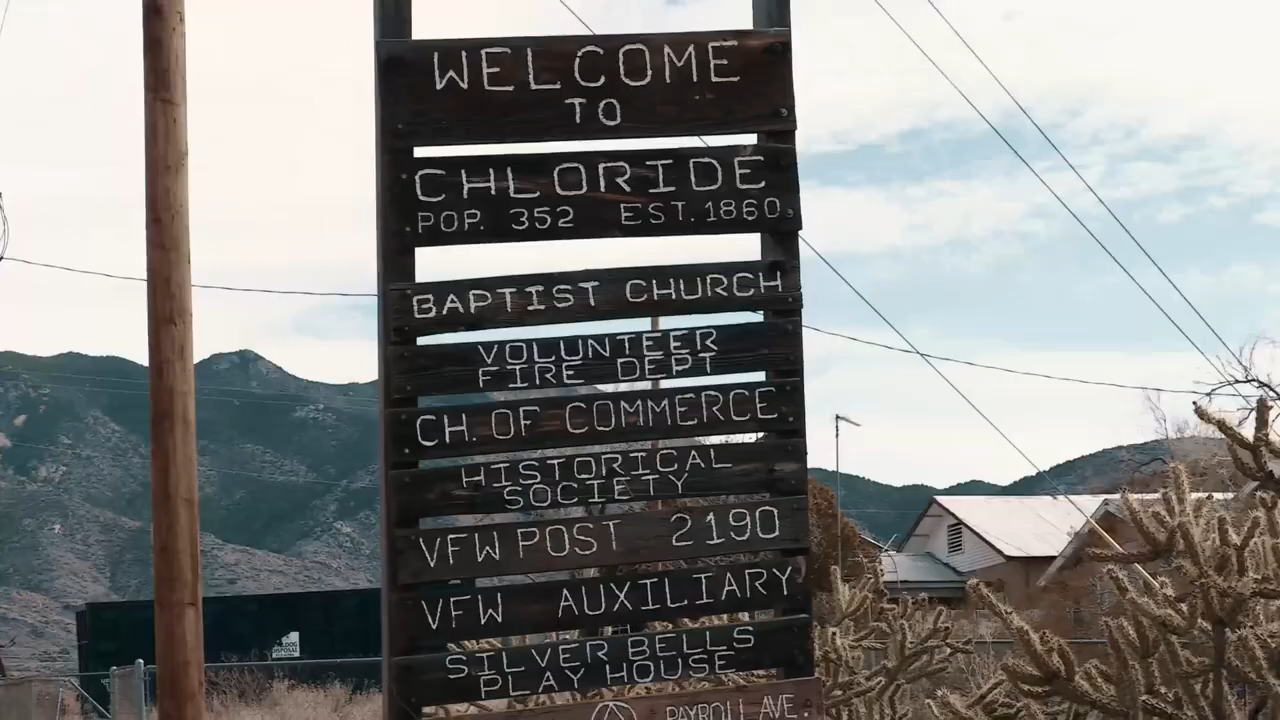 WELCOME
TO
CHLORIDE
POP. 352 EST. 1860
BAPTIST CHURCH
VOLUNTEER
FIRE DEPT
CH. OF COMMERCE
HISTORICAL
SOCIETY
VFW POST 2190
VFW AUXILIARY
SILVER BELLS
PLAY HOUSE
PAYROLL AVE.
DISPOSAL